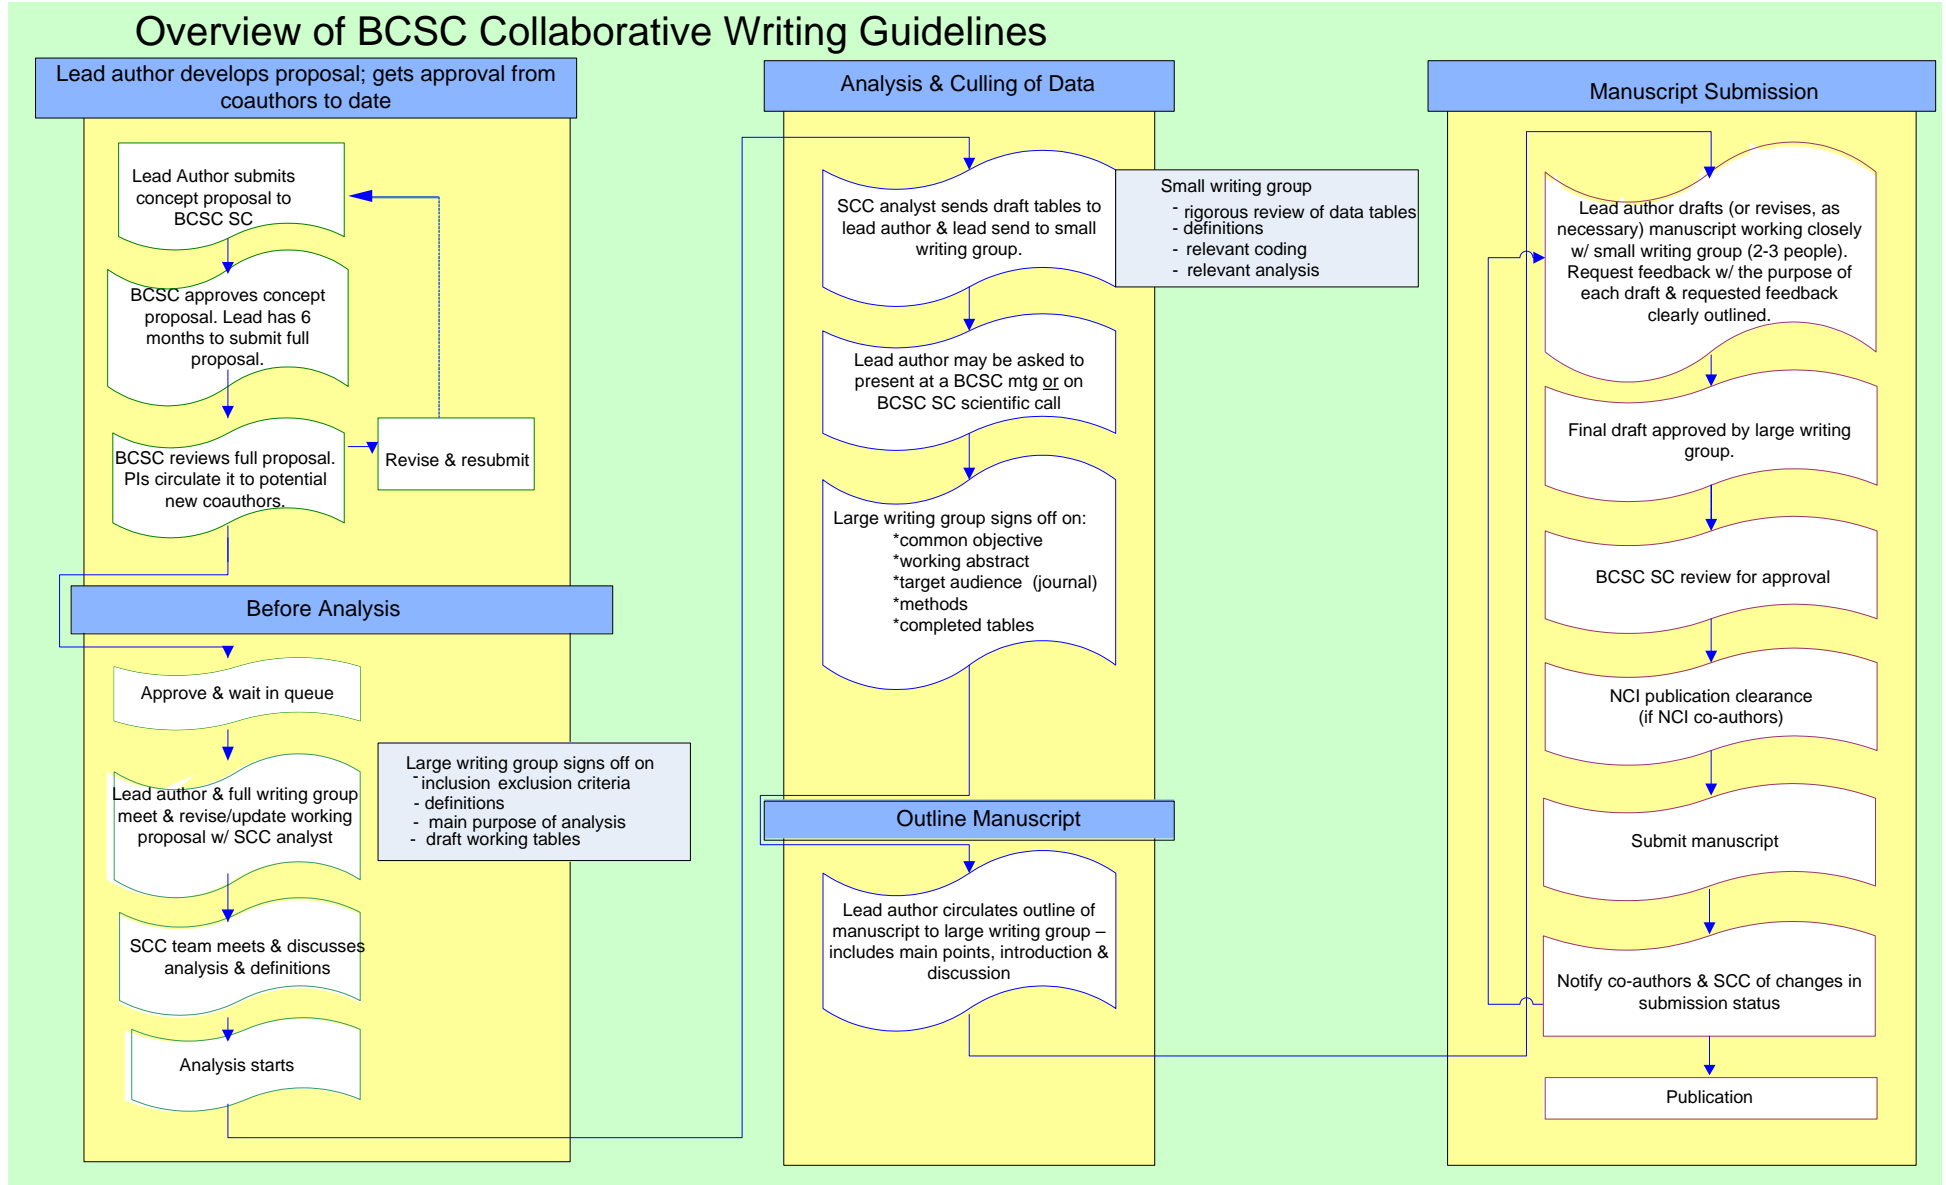 Overview of BCSC Collaborative Writing Guidelines
Lead author develops proposal; gets approval from
coauthors to date
Lead Author submits
concept proposal to
BCSC SC
BCSC approves concept
proposal. Lead has 6
months to submit full
proposal.
BCSC reviews full proposal.
PIs circulate it to potential
new coauthors.
Revise & resubmit
Before Analysis
Approve & wait in queue
Lead author & full writing group
meet & revise/update working
proposal w/ SCC analyst
Large writing group signs off on
- inclusion exclusion criteria
- definitions
- main purpose of analysis
- draft working tables
SCC team meets & discusses
analysis & definitions
Analysis starts
Analysis & Culling of Data
SCC analyst sends draft tables to
lead author & lead send to small
writing group.
Small writing group
- rigorous review of data tables
- definitions
- relevant coding
- relevant analysis
Lead author may be asked to
present at a BCSC mtg or on
BCSC SC scientific call
Large writing group signs off on:
*common objective
*working abstract
*target audience (journal)
*methods
*completed tables
Outline Manuscript
Lead author circulates outline of
manuscript to large writing group –
includes main points, introduction &
discussion
Manuscript Submission
Lead author drafts (or revises, as
necessary) manuscript working closely
w/ small writing group (2-3 people).
Request feedback w/ the purpose of
each draft & requested feedback
clearly outlined.
Final draft approved by large writing
group.
BCSC SC review for approval
NCI publication clearance
(if NCI co-authors)
Submit manuscript
Notify co-authors & SCC of changes in
submission status
Publication